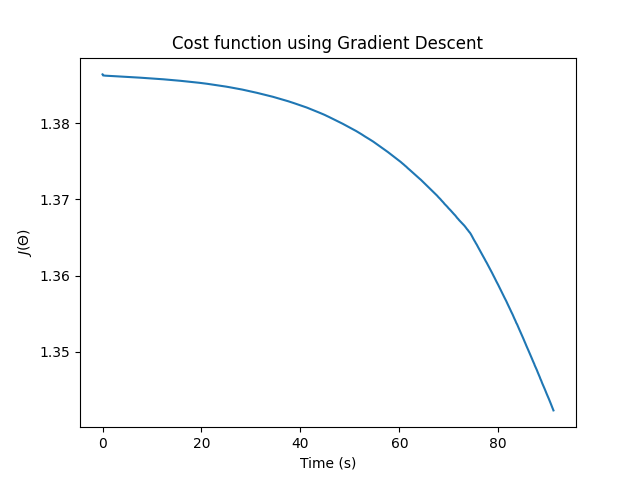 Cost function using Gradient Descent
J(Θ)
1.38
1.37
1.36
1.35
0 20 40 60 80
Time (s)